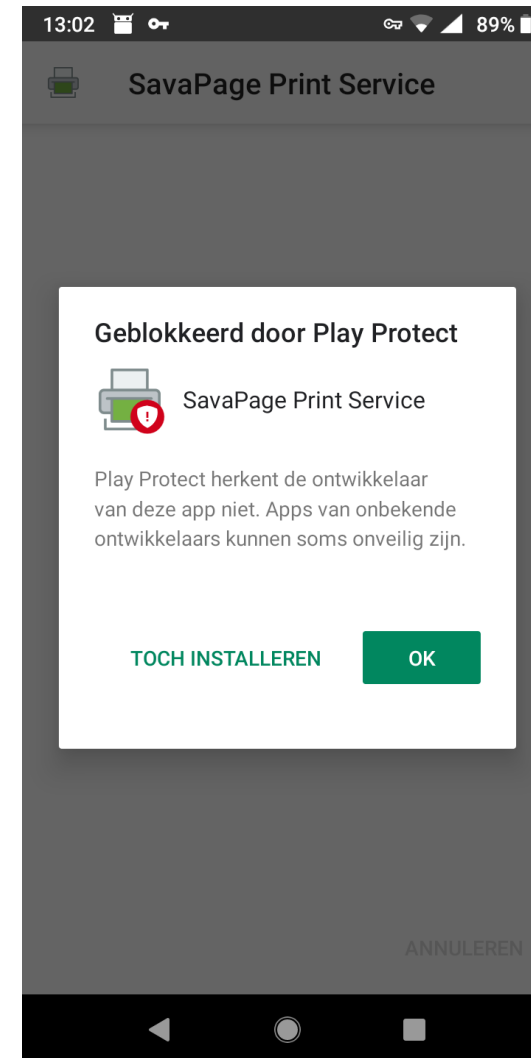 13:02 89%
SavaPage Print Service
Geblokkeerd door Play Protect
SavaPage Print Service
Play Protect herkent de ontwikkelaar
van deze app niet. Apps van onbekende
ontwikkelaars kunnen soms onveilig zijn.
TOCH INSTALLEREN OK
ANNULEREN